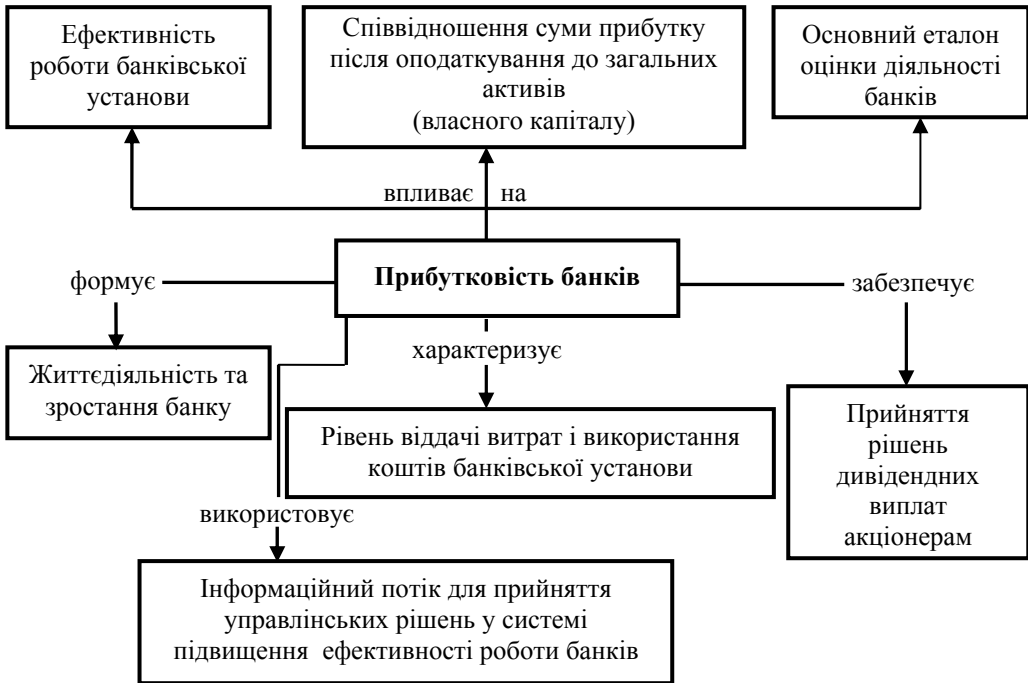 Ефективність
роботи банківської
установи
Співвідношення суми прибутку
після оподаткування до загальних
активів
(власного капіталу)
Основний еталон
оцінки діяльності
банків
впливає на
Прибутковість банків
формує
забезпечує
характеризує
Життєдіяльність та
зростання банку
Рівень віддачі витрат і використання
коштів банківської установи
Прийняття
рішень
дивідендних
виплат
акціонерам
використовує
Інформаційний потік для прийняття
управлінських рішень у системі
підвищення ефективності роботи банків